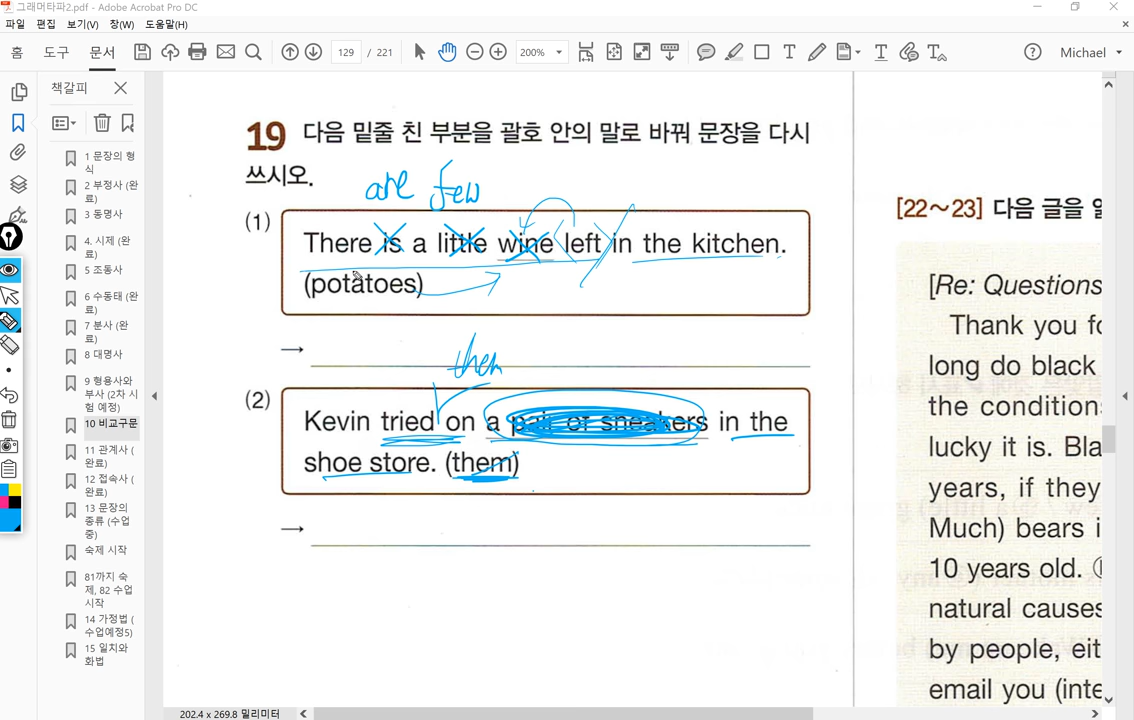 그래머타파2.pdf - Adobe Acrobat Pro DC
파일 편집 보기(V) 창(W) 도움말(H)
홈 도구 문서 129 / 221 200% Michael
책갈피
1 문장의 형
식
2 부정사 (완
료)
3 동명사
4. 시제 (완
료)
5 조동사
6 수동태 (완
료)
7 분사 (완
료)
8 대명사
9 형용사와
부사 (2차 시
험 예정)
10 비교구문
11 관계사 (
완료)
12 접속사 (
완료)
13 문장의
종류 (수업
중)
숙제 시작
81까지 숙
제, 82 수업
시작
14 가정법 (
수업예정5)
15 일치와
화법
19 다음 밑줄 친 부분을 괄호 안의 말로 바꿔 문장을 다시
쓰시오.
are few
(1) There is a little wine left in the kitchen.
(potatoes)
→
them
(2) Kevin tried on a pair of sneakers in the
shoe store. (them)
→
[22~23] 다음 글을
[Re: Questions
Thank you
long do black
the condition
lucky it is.
years, if they
Much) bears
10 years old.
natural causes
by people,
email you
202.4 x 269.8 밀리미터